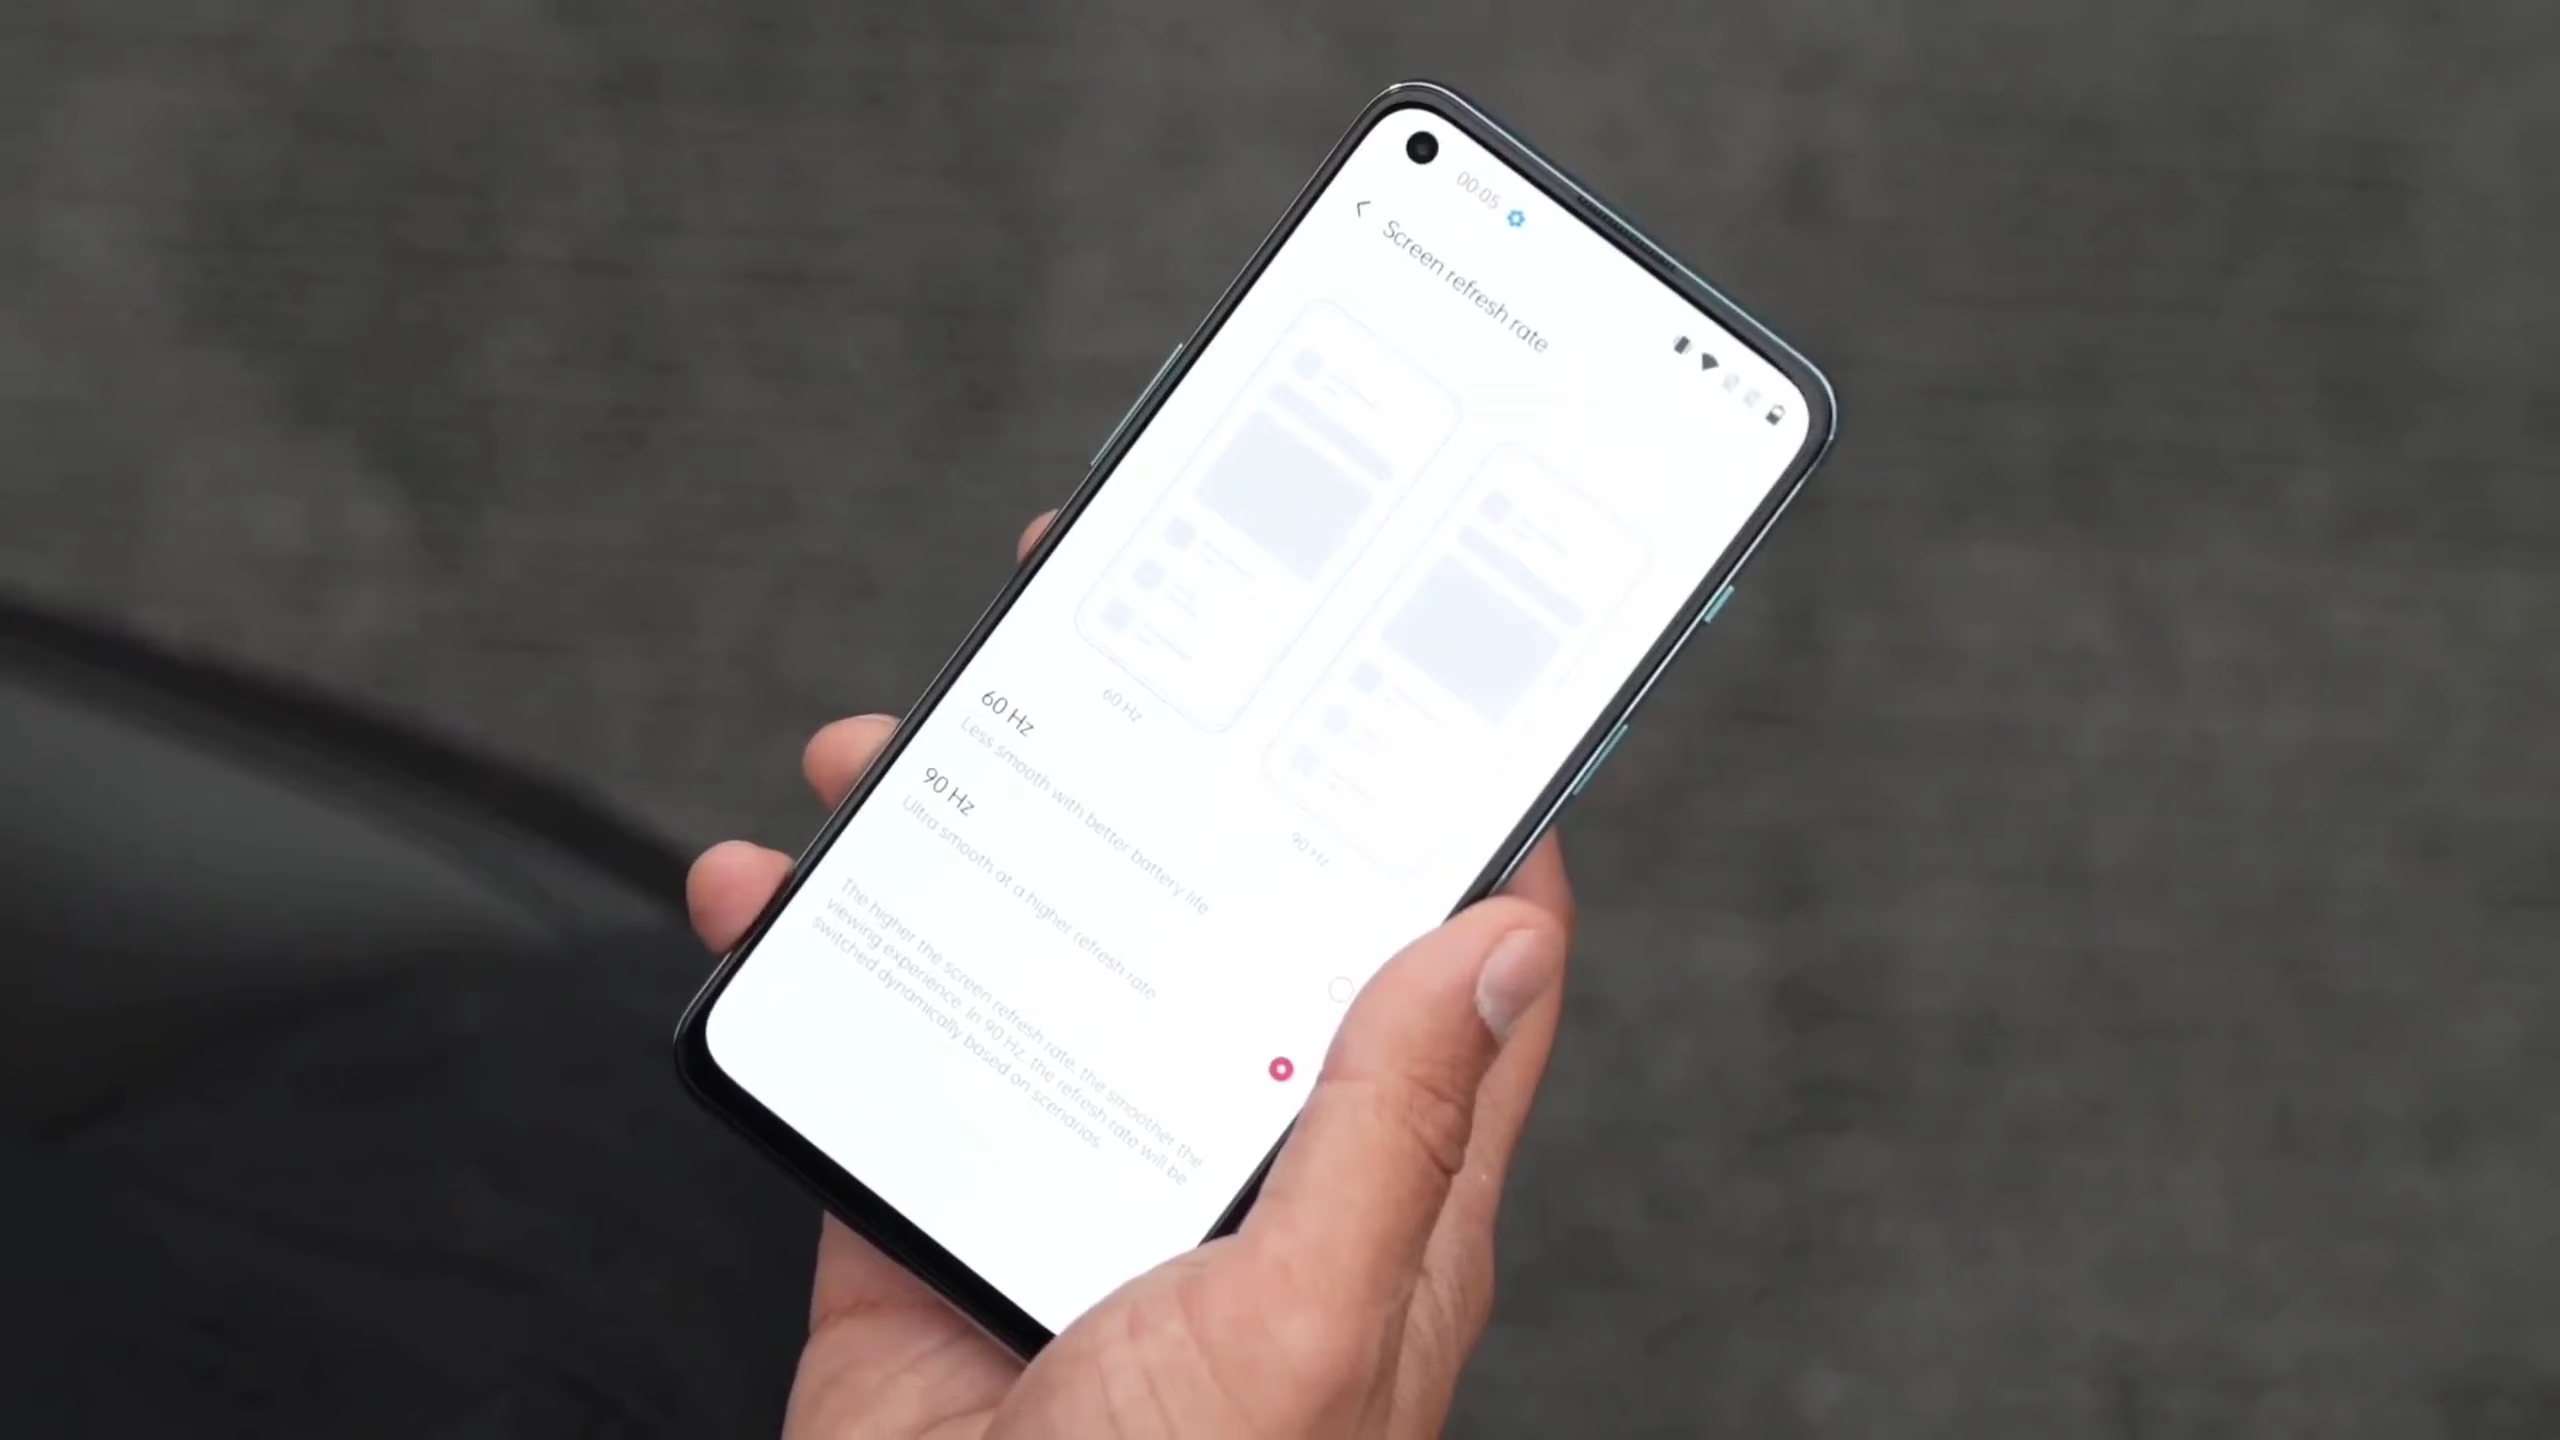 00:05
Screen refresh rate
60 Hz
90 Hz
60 Hz
Less smooth with better battery life
90 Hz
Ultra smooth at a higher refresh rate
The higher the screen refresh rate, the smoother the
viewing experience. In 90 Hz, the refresh rate will be
switched dynamically based on scenarios.